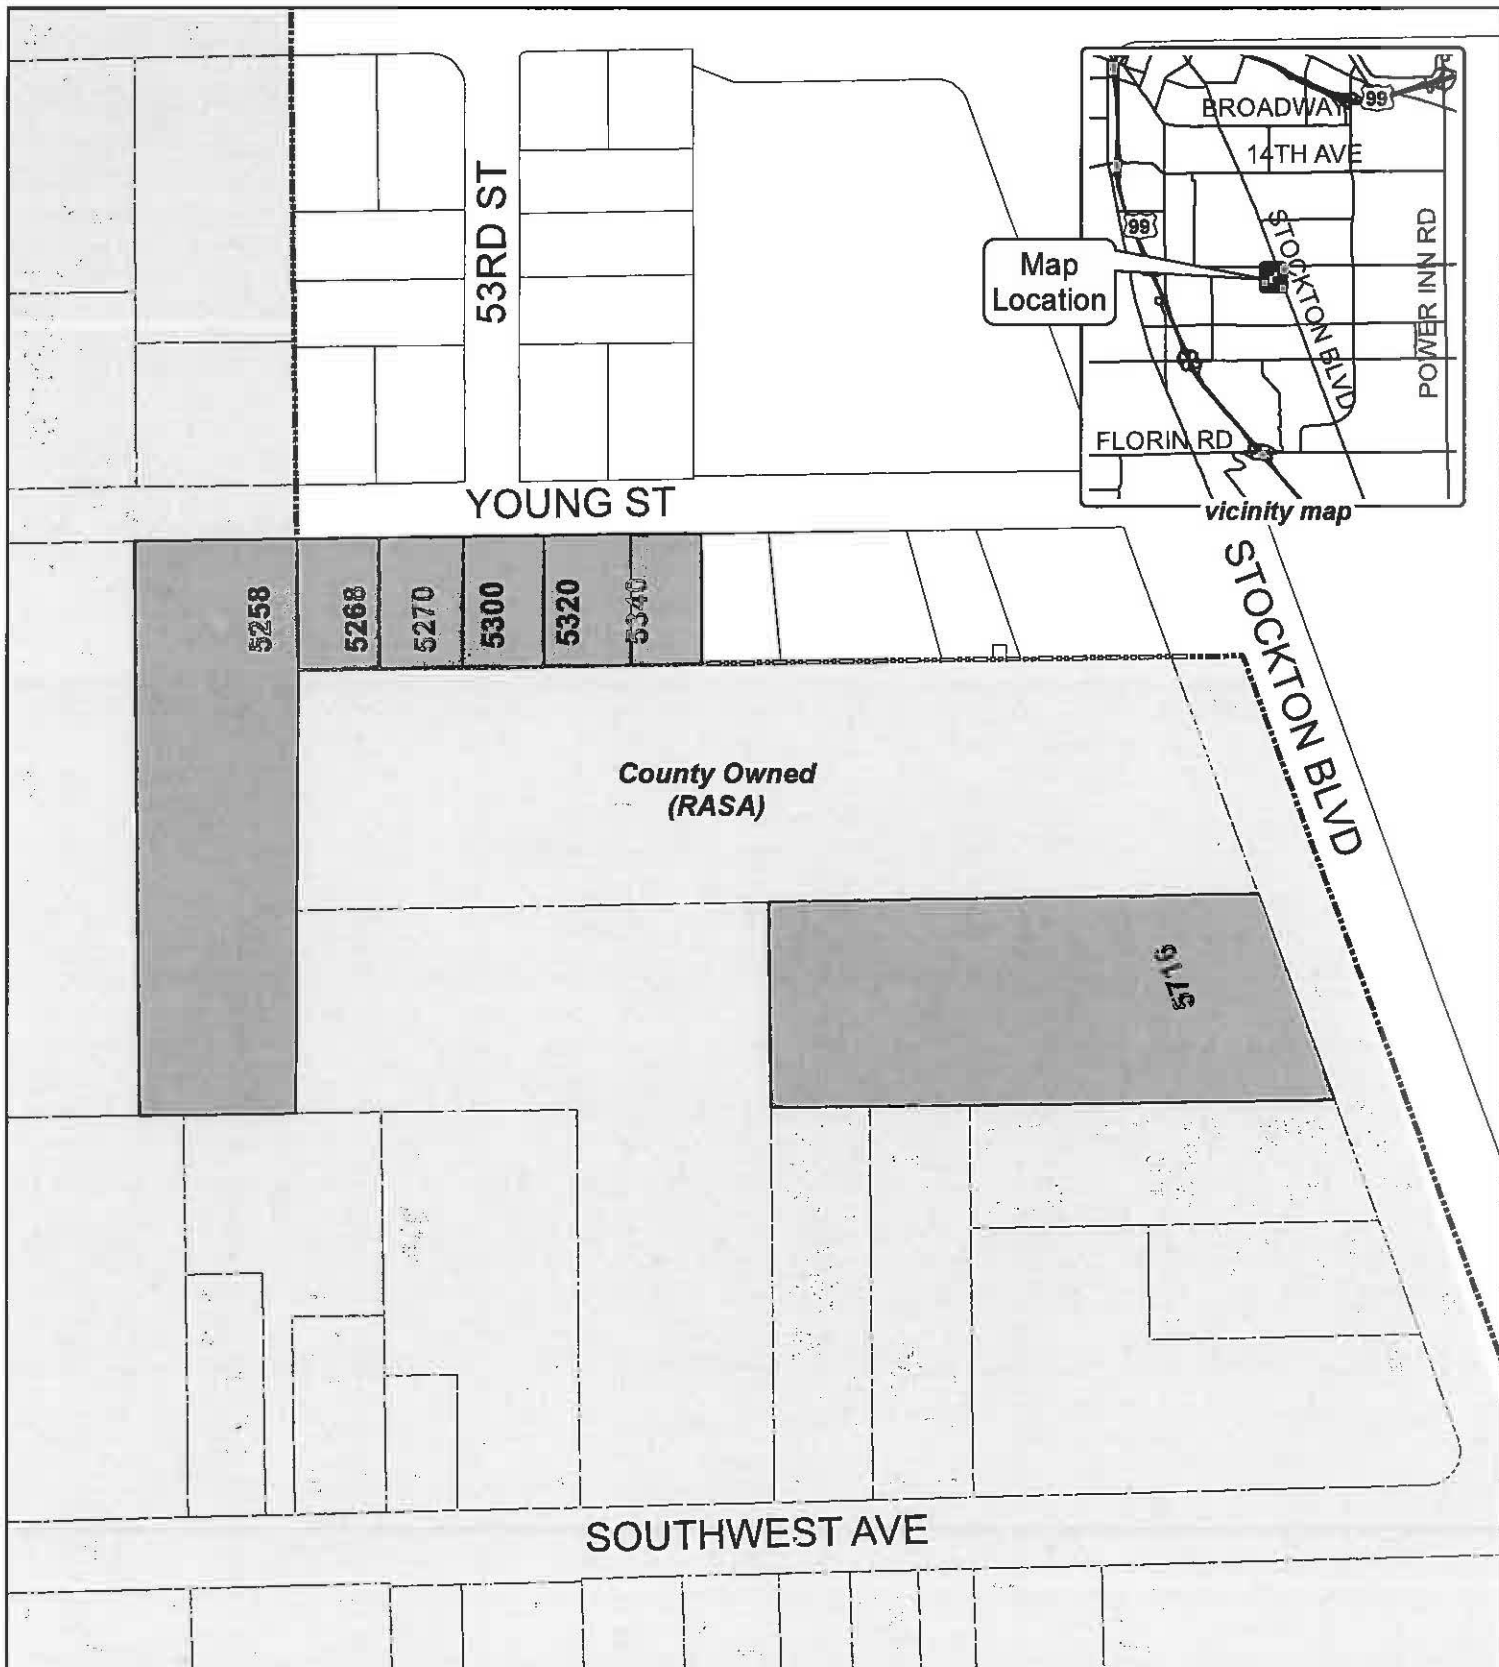 BROADWAY
99
14TH AVE
53RD ST
99
STOCKTON BLVD
POWER INN RD
Map
Location
FLORIN RD
YOUNG ST
vicinity map
5258
5268
5270
5300
5320
5340
STOCKTON BLVD
County Owned
(RASA)
5716
SOUTHWEST AVE